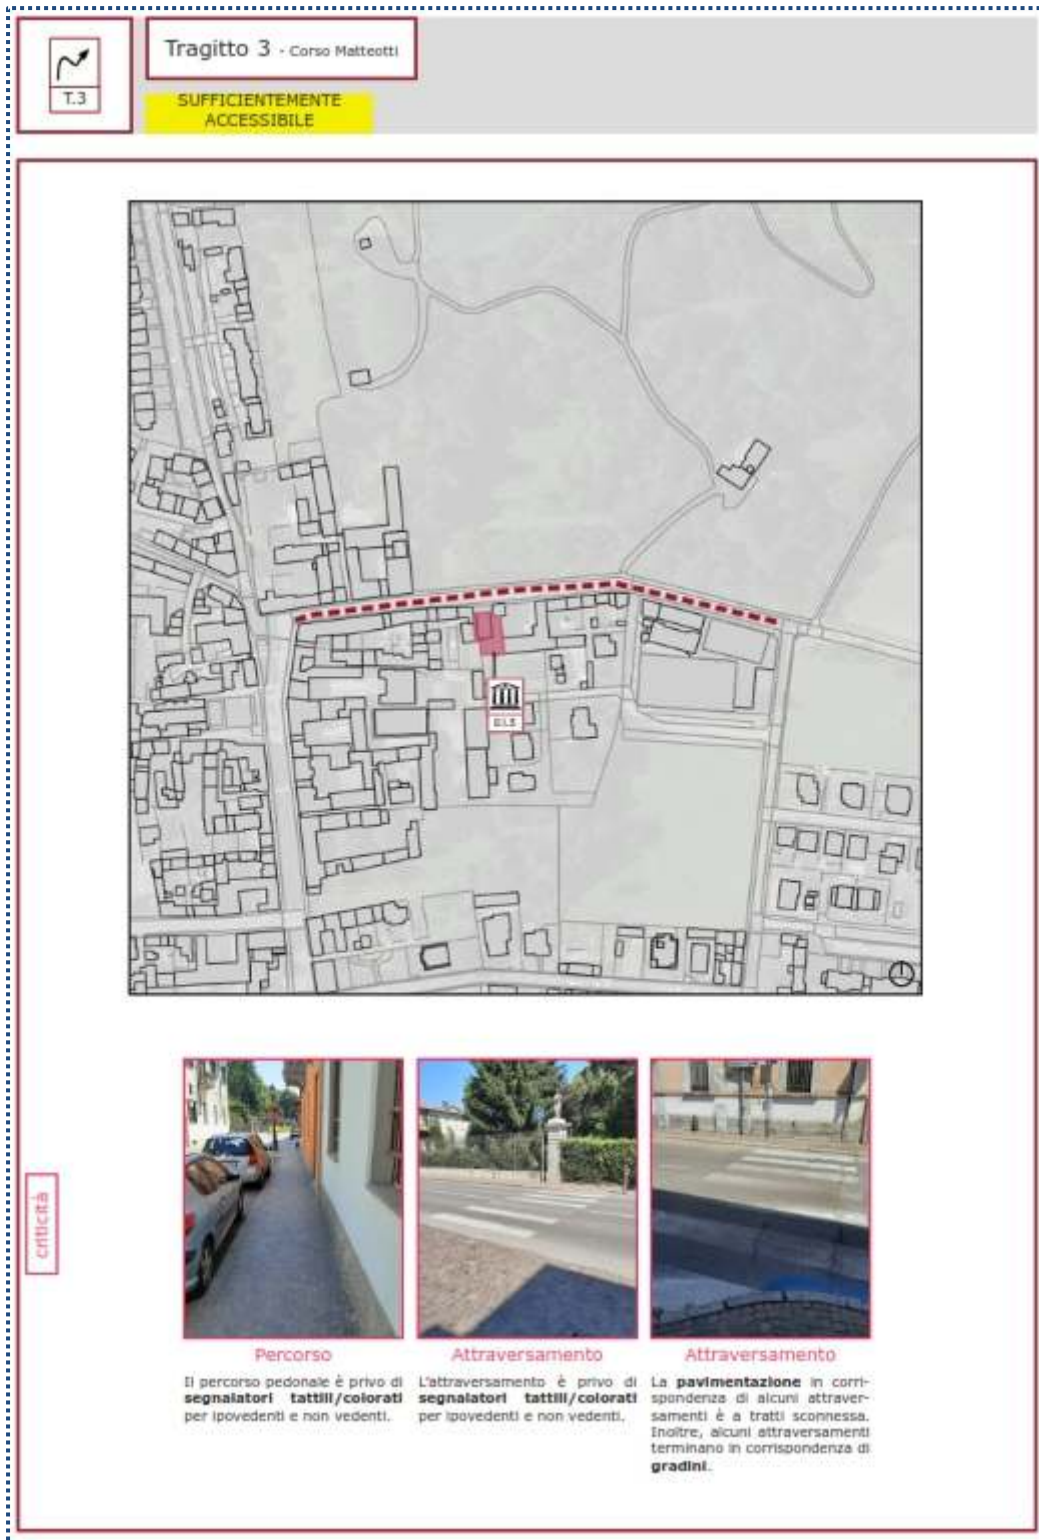 T.3
Tragitto 3 - Corso Matteotti
SUFFICIENTEMENTE
ACCESSIBILE
criticità
Percorso
Il percorso pedonale è privo di
segnalatori tattili/colorati
per ipovedenti e non vedenti.
Attraversamento
L'attraversamento è privo di
segnalatori tattili/colorati
per ipovedenti e non vedenti.
Attraversamento
La pavimentazione in corri-
spondenza di alcuni attraver-
samenti è a tratti sconnessa.
Inoltre, alcuni attraversamenti
terminano in corrispondenza di
gradini.